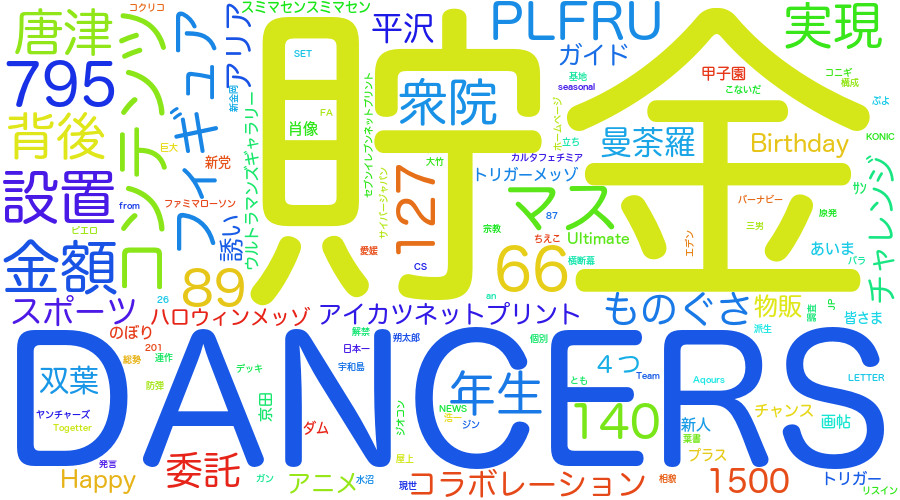 貯金
DANCERS
PLFRU
実現
唐津
コンテンツ
フィギュア
アリア
スミマセンスミマセン
コクリコ
平沢
ガイド
795
背後
設置
金額
スポーツ
SET
FA
肖像
新党
巨大
新金岡
ウルトラマンズギャラリー
誘い
ファミマローソン
ピエロ
from
26
衆院
セブンイレブンネットプリント
サイバージャパン
大竹
127
89
愛媛
CS
基地
seasonal
甲子園
こないだ
コニギ
構成
ぷよ
KONIC
ホームページ
立ち
曼荼羅
Birthday
カルタフェチミア
トリガーメッゾ
マス
87
バーナビー
サン
チャレンジ
三男
原発
宗教
ちえこ
Ultimate
66
横断幕
エデン
あいま
パラ
ハロウィンメッゾ
アイカツネットプリント
an
ものぐさ
物販
調査
JP
皆さま
派生
のぼり
201
総勢
連作
解禁
日本一
朔太郎
宇和島
個別
4つ
Team
とも
Aqours
LETTER
双葉
防弾
デッキ
年生
ヤンチャーズ
Togetter
京田
ダム
ジオコン
NEWS
浩一
ジン
140
新人
葉書
チャンス
画帖
発言
委託
Happy
ガン
アニメ
水沼
屋上
現世
コラボレーション
相貌
プラス
1500
トリガー
リスイン